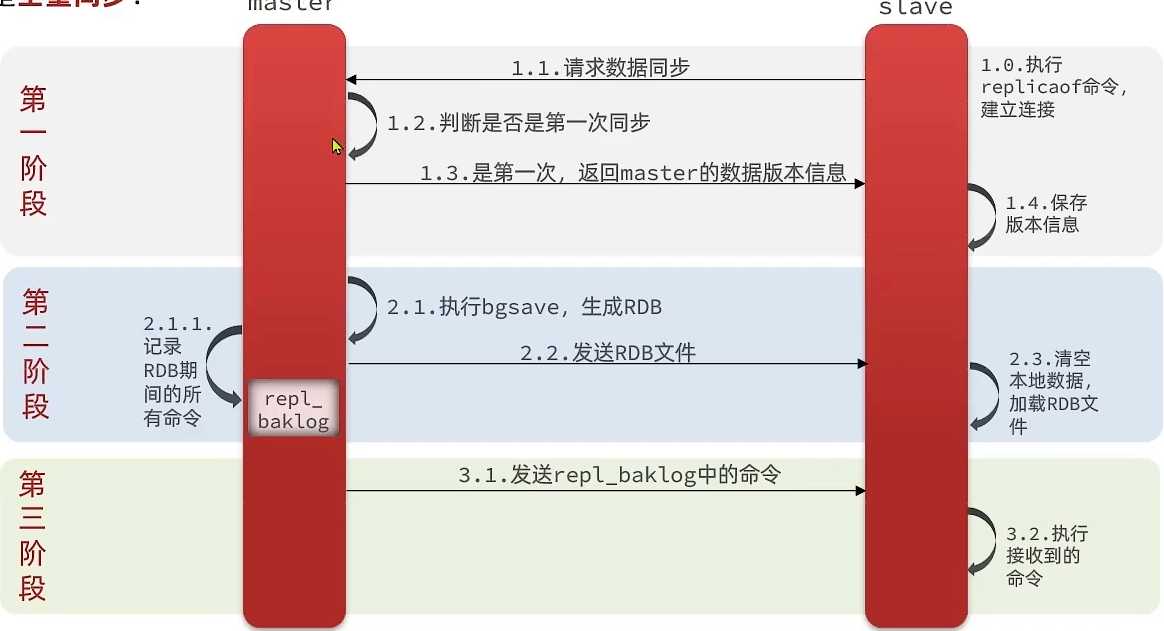 全量同步:
master
slave
第
一
阶
段
1.0.执行
replicaof命令,
建立连接
1.1.请求数据同步
1.2.判断是否是第一次同步
1.3.是第一次, 返回master的数据版本信息
1.4.保存
版本信息
第
二
阶
段
2.1.执行bgsave, 生成RDB
2.1.1.
记录
RDB期
间的所
有命令
repl_
baklog
2.2.发送RDB文件
2.3.清空
本地数据,
加载RDB文
件
第
三
阶
段
3.1.发送repl_baklog中的命令
3.2.执行
接收到的
命令